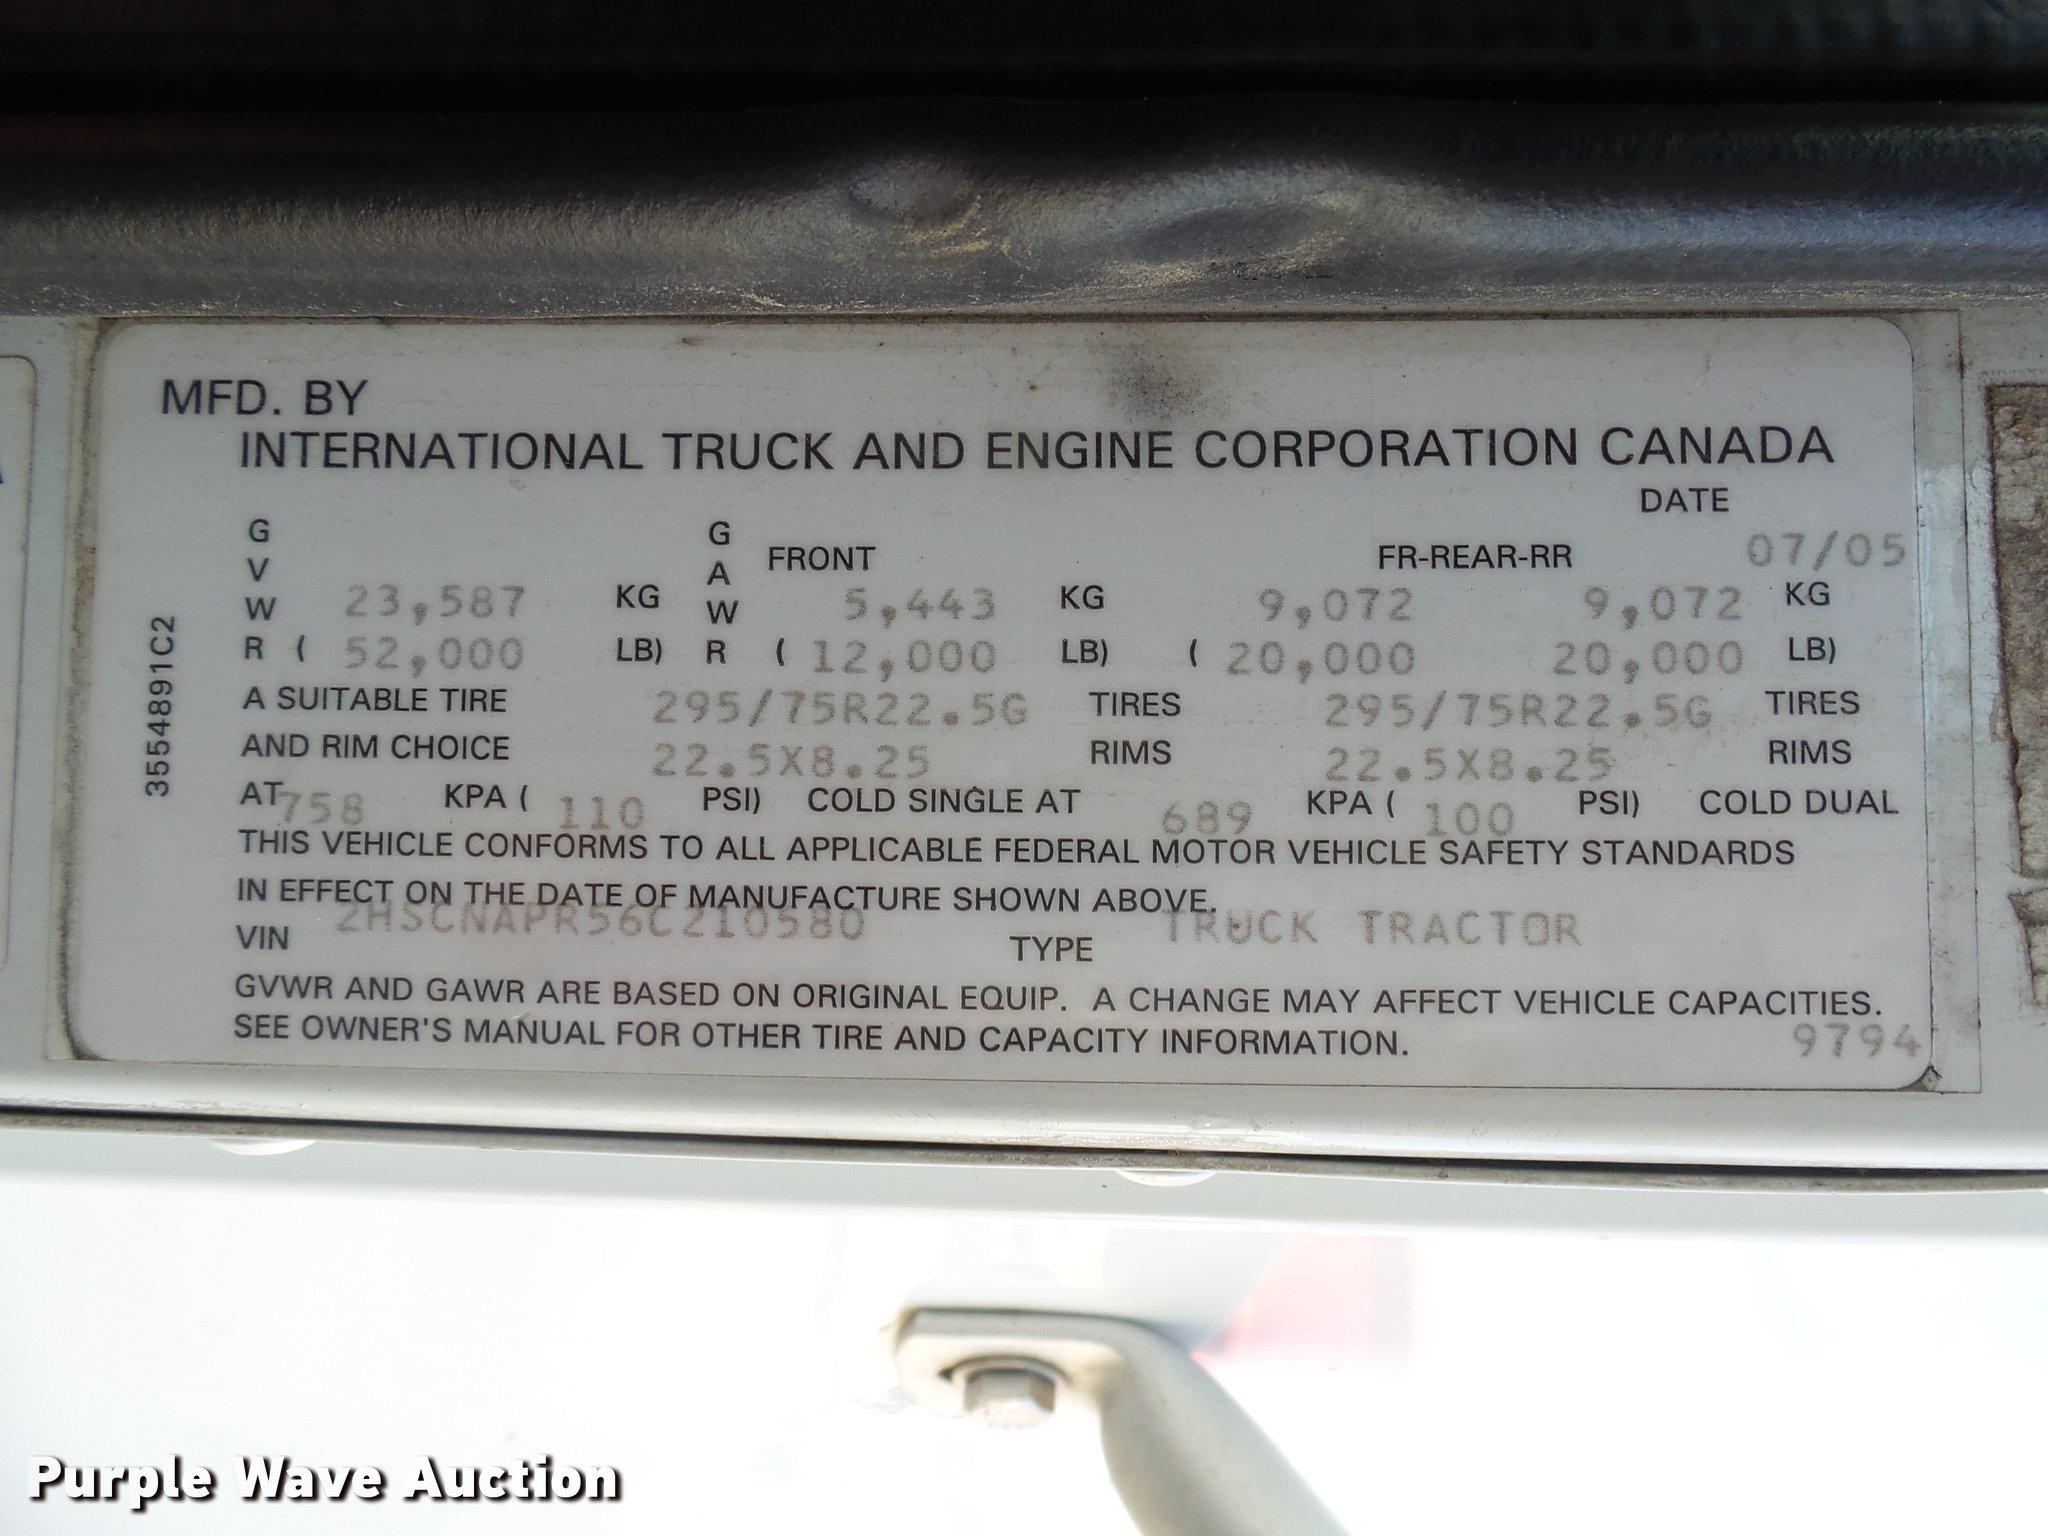 MFD. BY
INTERNATIONAL TRUCK AND ENGINE CORPORATION CANADA
DATE
07/05
G V W R
G A W R
FRONT FR-REAR-RR
23,587 KG 5,443 KG 9,072 9,072 KG
( 52,000 LB) ( 12,000 LB) ( 20,000 20,000 LB)
A SUITABLE TIRE 295/75R22.5G TIRES 295/75R22.5G TIRES
AND RIM CHOICE 22.5X8.25 RIMS 22.5X8.25 RIMS
AT 758 KPA ( 110 PSI) COLD SINGLE AT 689 KPA ( 100 PSI) COLD DUAL
THIS VEHICLE CONFORMS TO ALL APPLICABLE FEDERAL MOTOR VEHICLE SAFETY STANDARDS
IN EFFECT ON THE DATE OF MANUFACTURE SHOWN ABOVE.
VIN 2HSCNAPR56C210580 TYPE TRUCK TRACTOR
GVWR AND GAWR ARE BASED ON ORIGINAL EQUIP. A CHANGE MAY AFFECT VEHICLE CAPACITIES.
SEE OWNER'S MANUAL FOR OTHER TIRE AND CAPACITY INFORMATION.
9794
3554891C2
Purple Wave Auction